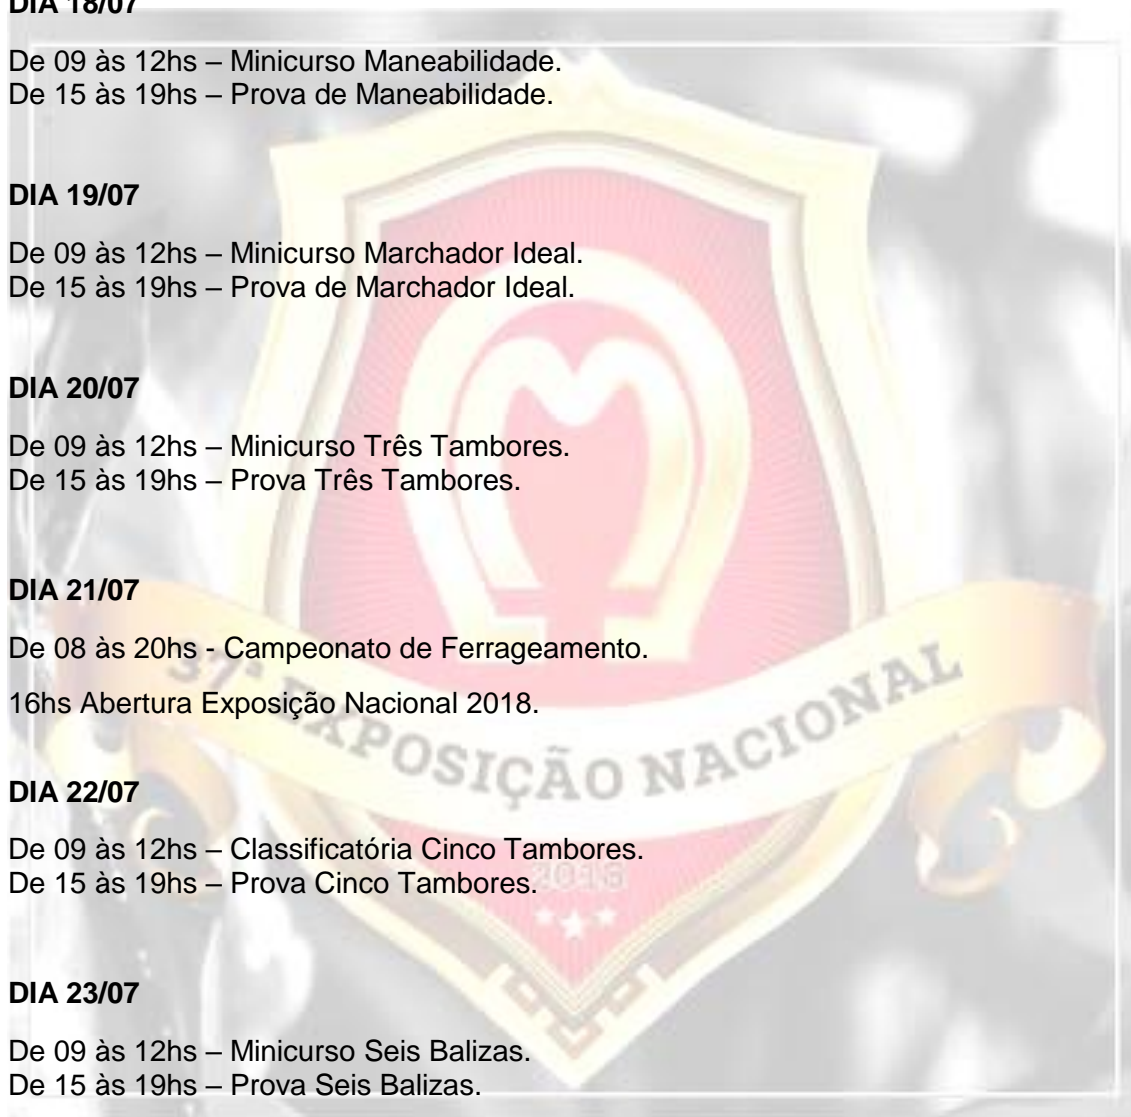 DIA 18/07
De 09 às 12hs – Minicurso Maneabilidade.
De 15 às 19hs – Prova de Maneabilidade.
DIA 19/07
De 09 às 12hs – Minicurso Marchador Ideal.
De 15 às 19hs – Prova de Marchador Ideal.
DIA 20/07
De 09 às 12hs – Minicurso Três Tambores.
De 15 às 19hs – Prova Três Tambores.
DIA 21/07
De 08 às 20hs - Campeonato de Ferrageamento.
16hs Abertura Exposição Nacional 2018.
37ª EXPOSIÇÃO NACIONAL
DIA 22/07
De 09 às 12hs – Classificatória Cinco Tambores.
De 15 às 19hs – Prova Cinco Tambores.
DIA 23/07
De 09 às 12hs – Minicurso Seis Balizas.
De 15 às 19hs – Prova Seis Balizas.